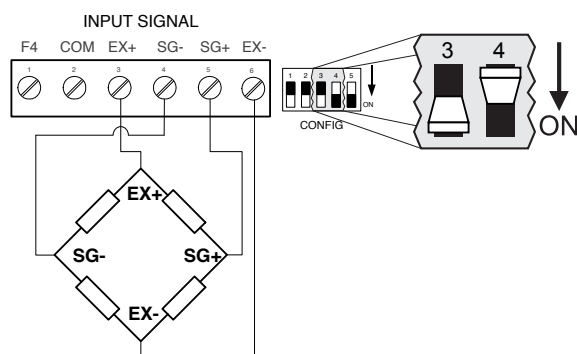 INPUT SIGNAL
F4 COM EX+ SG- SG+ EX-
1 2 3 4 5 6
1 2 3 4 5
ON
CONFIG
3 4
ON
EX+
SG- SG+
EX-